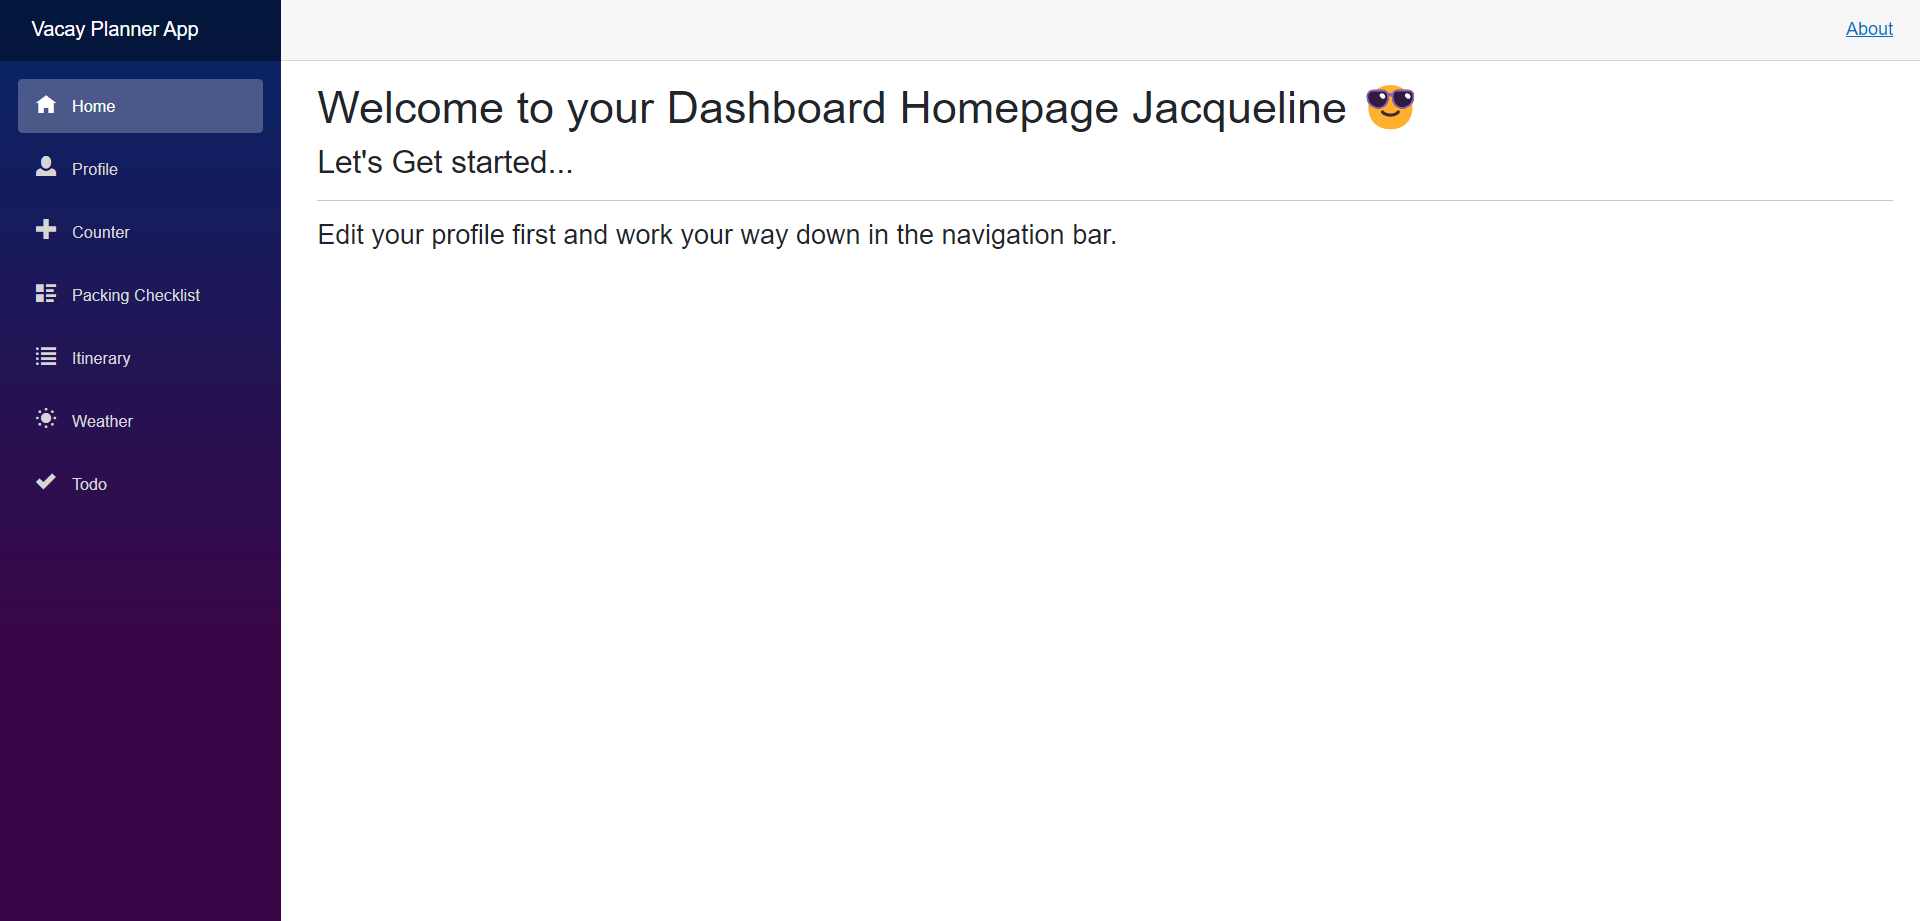 Vacay Planner App
About
Home
Profile
Counter
Packing Checklist
Itinerary
Weather
Todo
Welcome to your Dashboard Homepage Jacqueline 😎
Let's Get started...
Edit your profile first and work your way down in the navigation bar.